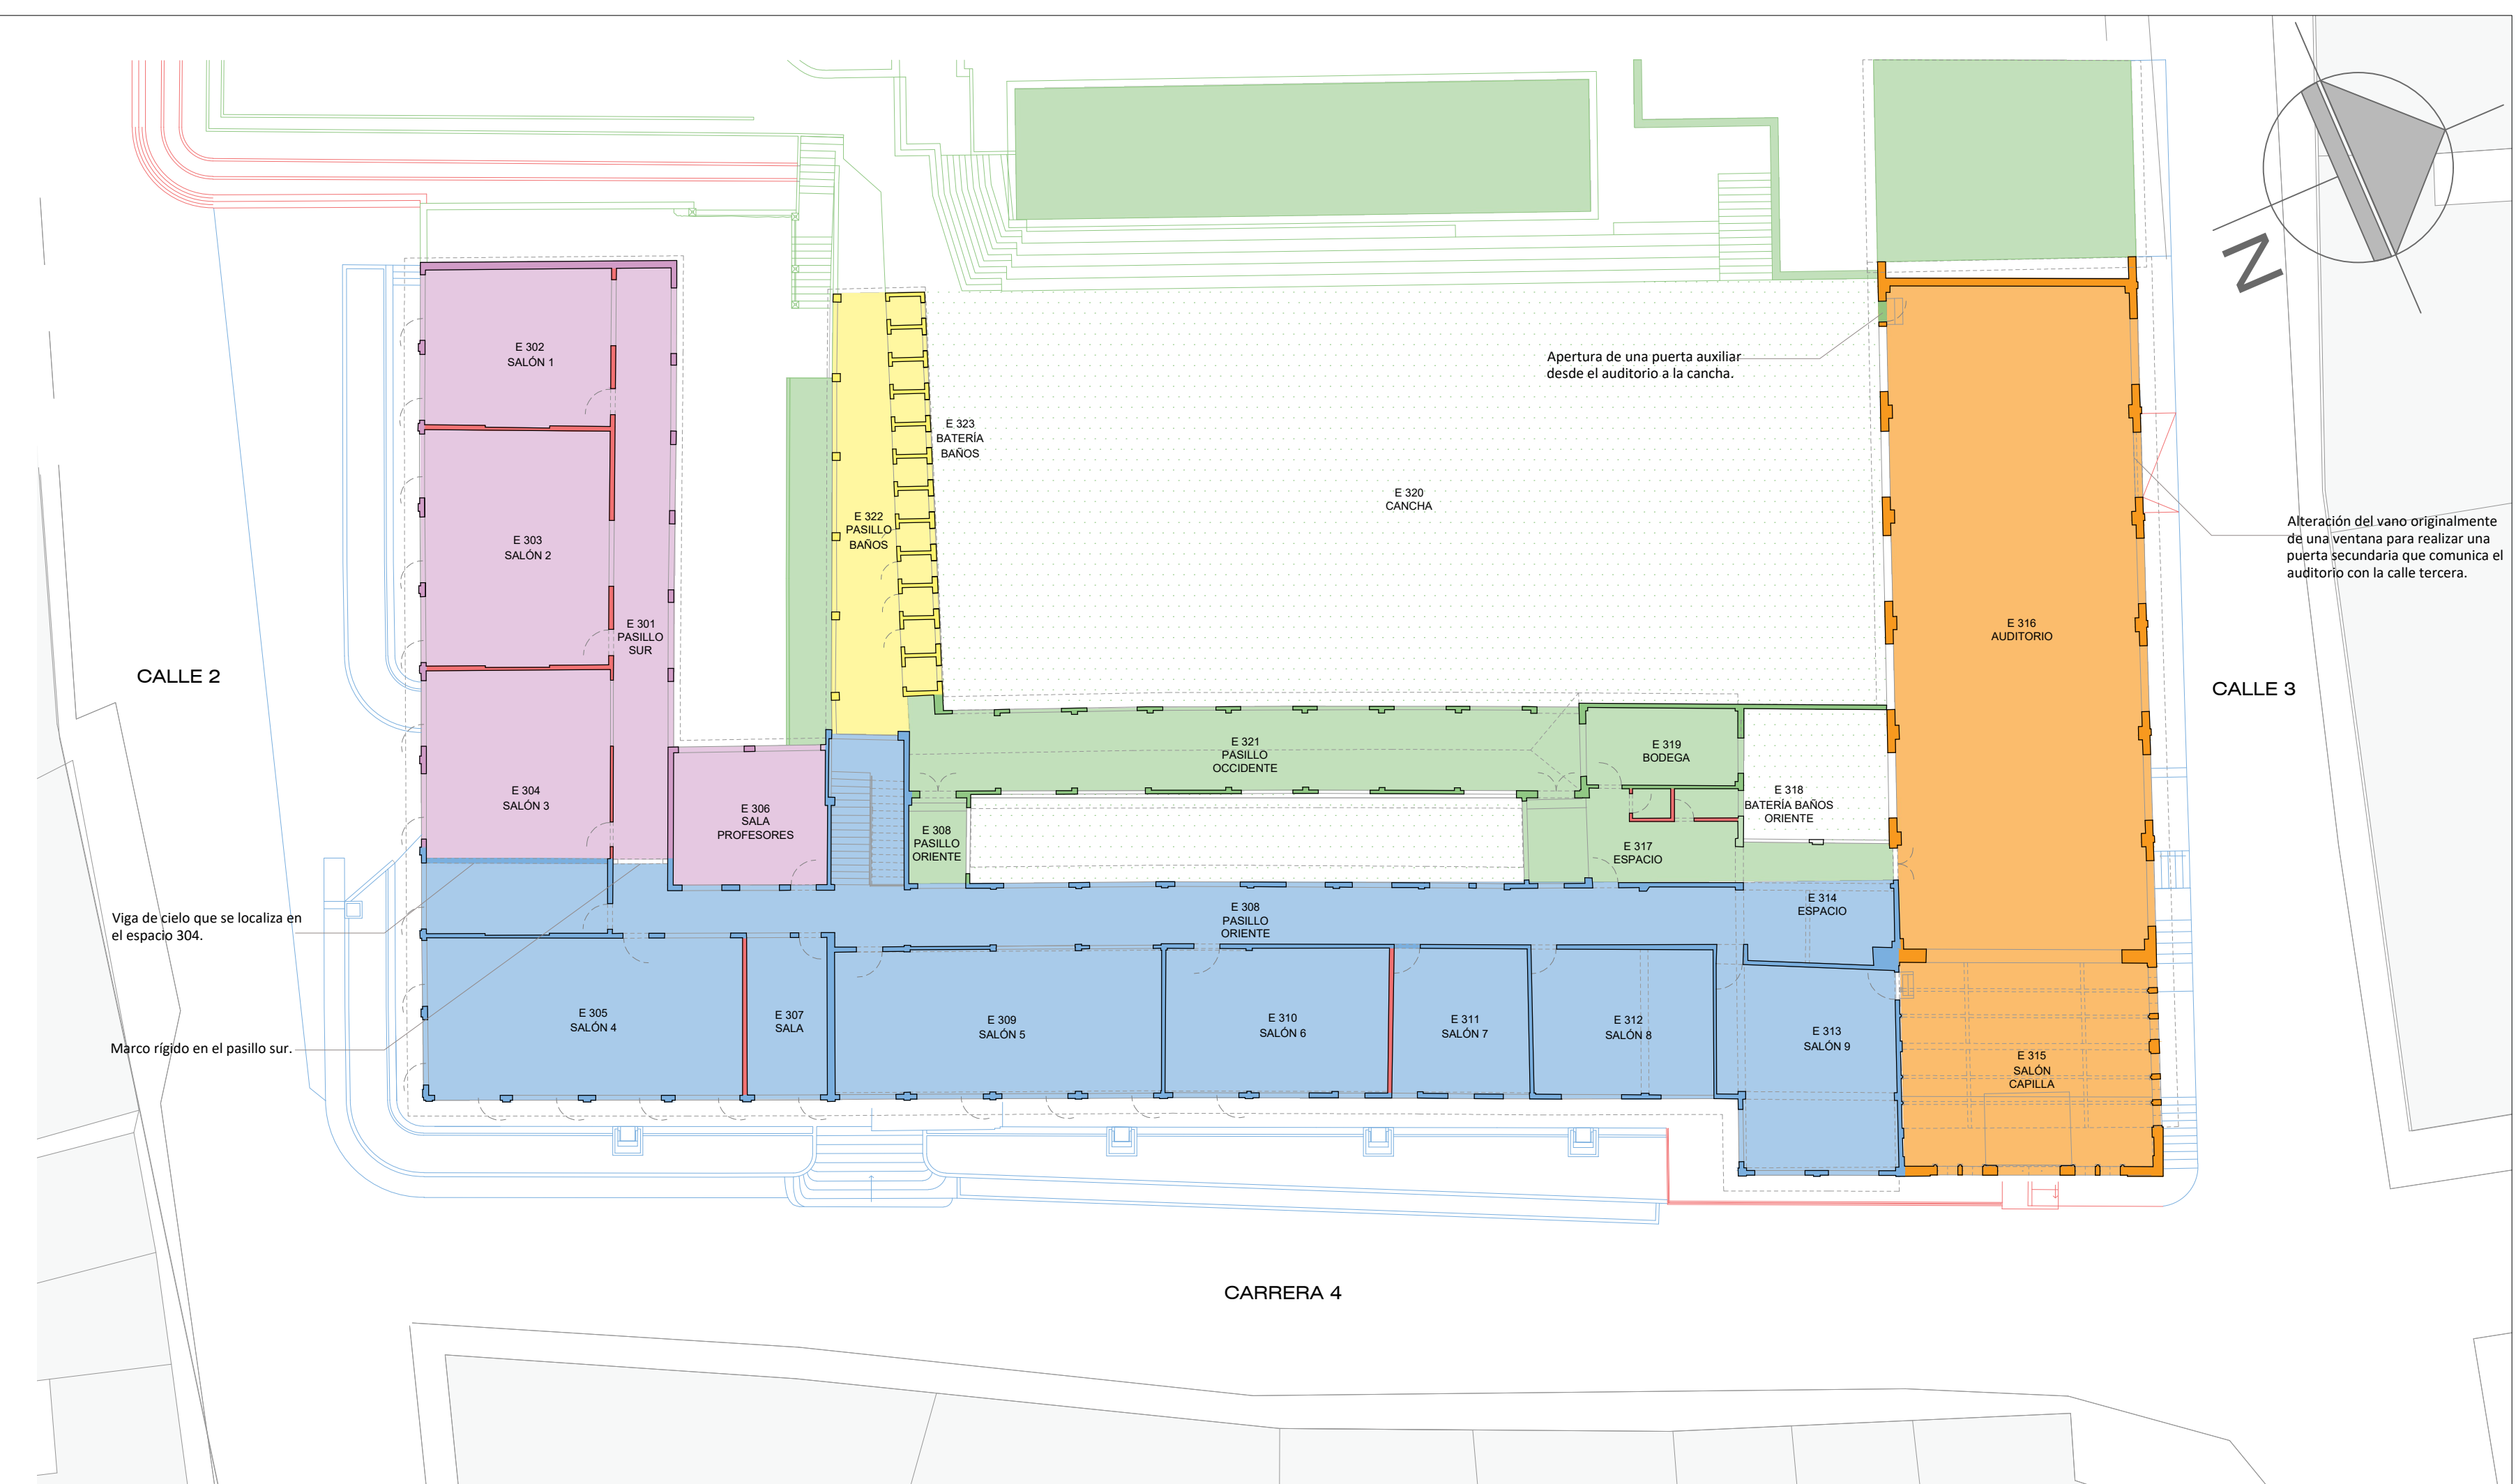 N
E 302
SALÓN 1
Apertura de una puerta auxiliar
desde el auditorio a la cancha.
E 323
BATERÍA
BAÑOS
E 320
CANCHA
E 322
PASILLO
BAÑOS
E 303
SALÓN 2
Alteración del vano originalmente
de una ventana para realizar una
puerta secundaria que comunica el
auditorio con la calle tercera.
E 301
PASILLO
SUR
E 316
AUDITORIO
CALLE 2
CALLE 3
E 321
PASILLO
OCCIDENTE
E 319
BODEGA
E 304
SALÓN 3
E 306
SALA
PROFESORES
E 318
BATERÍA BAÑOS
ORIENTE
E 308
PASILLO
ORIENTE
E 317
ESPACIO
Viga de cielo que se localiza en
el espacio 304.
E 308
PASILLO
ORIENTE
E 314
ESPACIO
Marco rígido en el pasillo sur.
E 305
SALÓN 4
E 307
SALA
E 309
SALÓN 5
E 310
SALÓN 6
E 311
SALÓN 7
E 312
SALÓN 8
E 313
SALÓN 9
E 315
SALÓN
CAPILLA
CARRERA 4